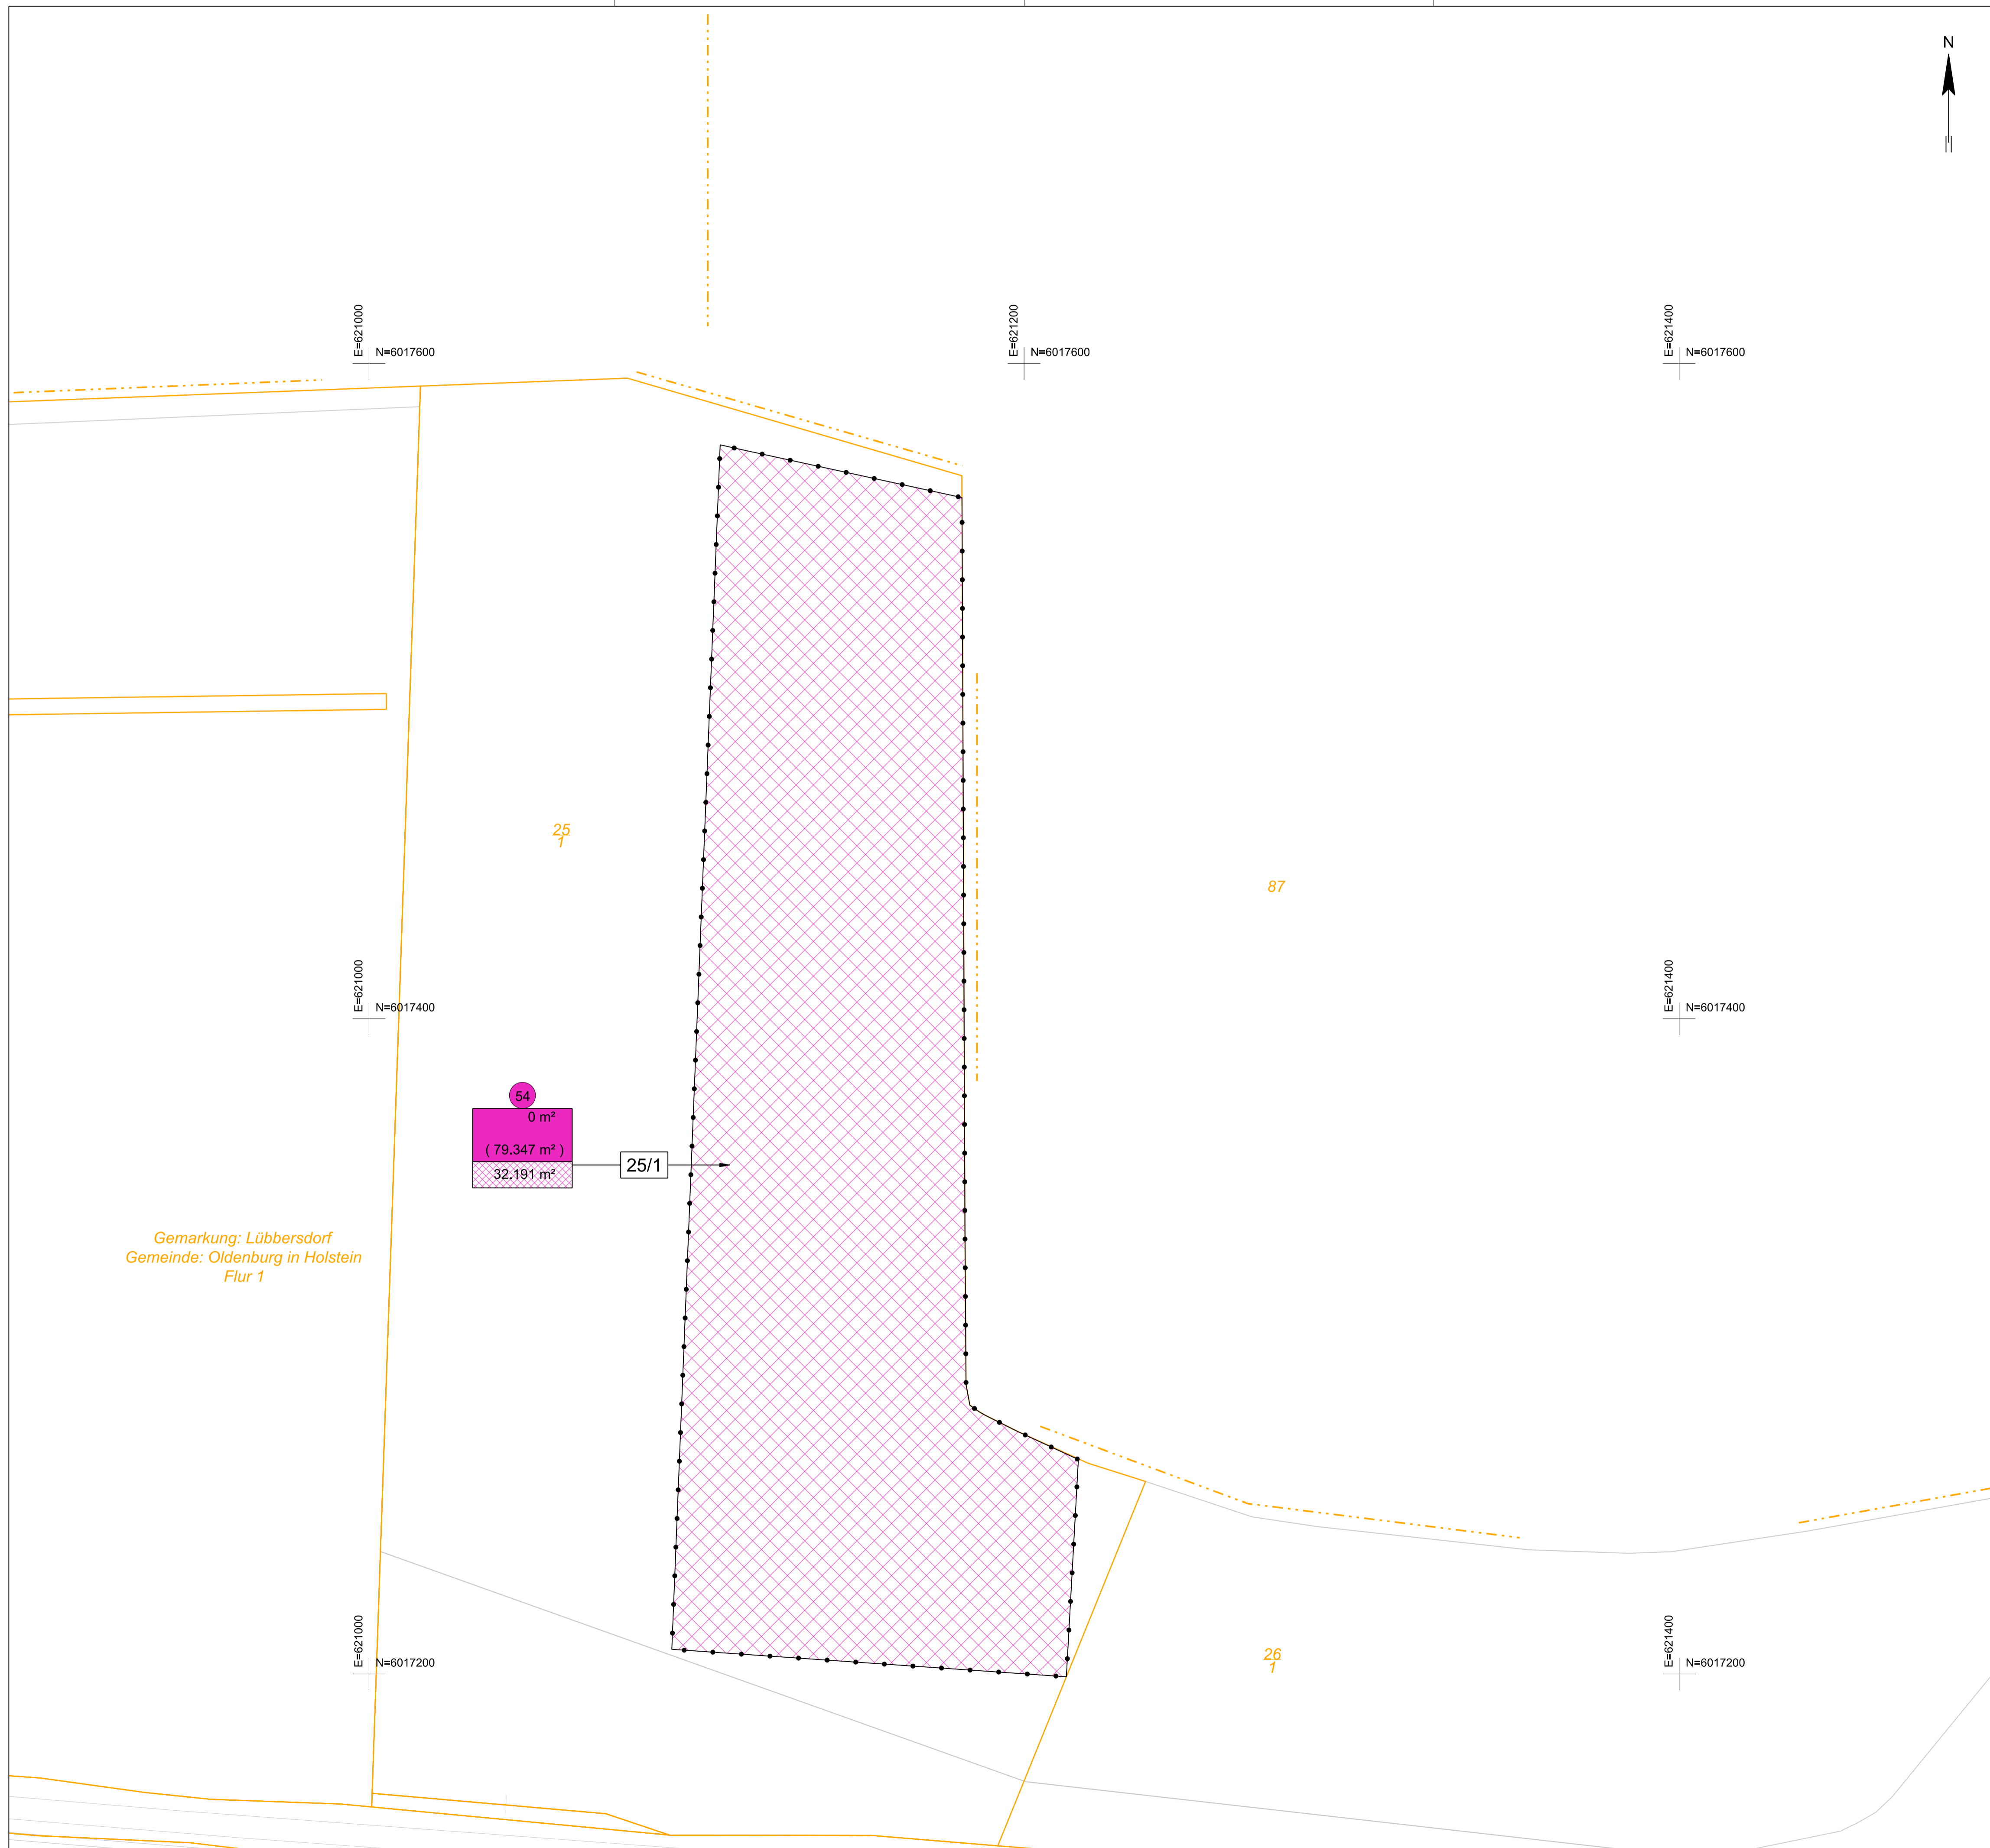 N
E=621000
N=6017600
E=621200
N=6017600
E=621400
N=6017600
25
1
87
E=621000
N=6017400
E=621400
N=6017400
54
0 m²
( 79.347 m² )
32.191 m²
25/1
Gemarkung: Lübbersdorf
Gemeinde: Oldenburg in Holstein
Flur 1
E=621000
N=6017200
26
1
E=621400
N=6017200